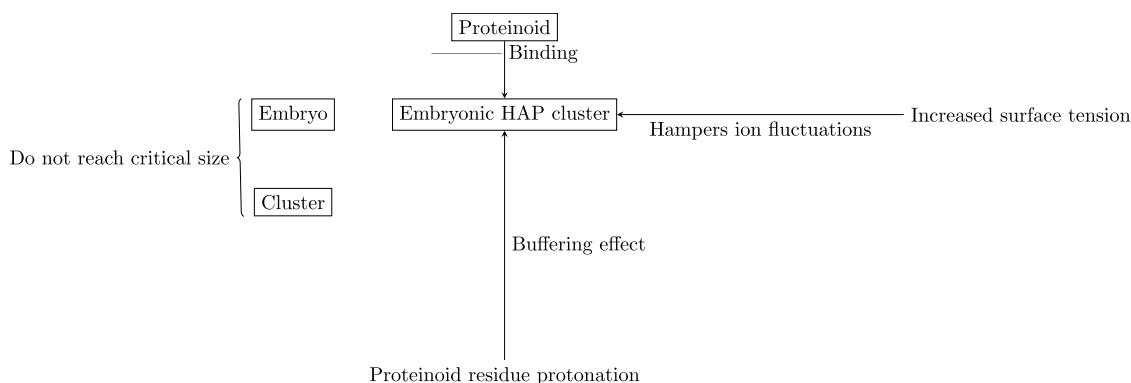 Proteinoid
Binding
Embryo
Embryonic HAP cluster
Increased surface tension
Hampers ion fluctuations
Do not reach critical size
Cluster
Buffering effect
Proteinoid residue protonation